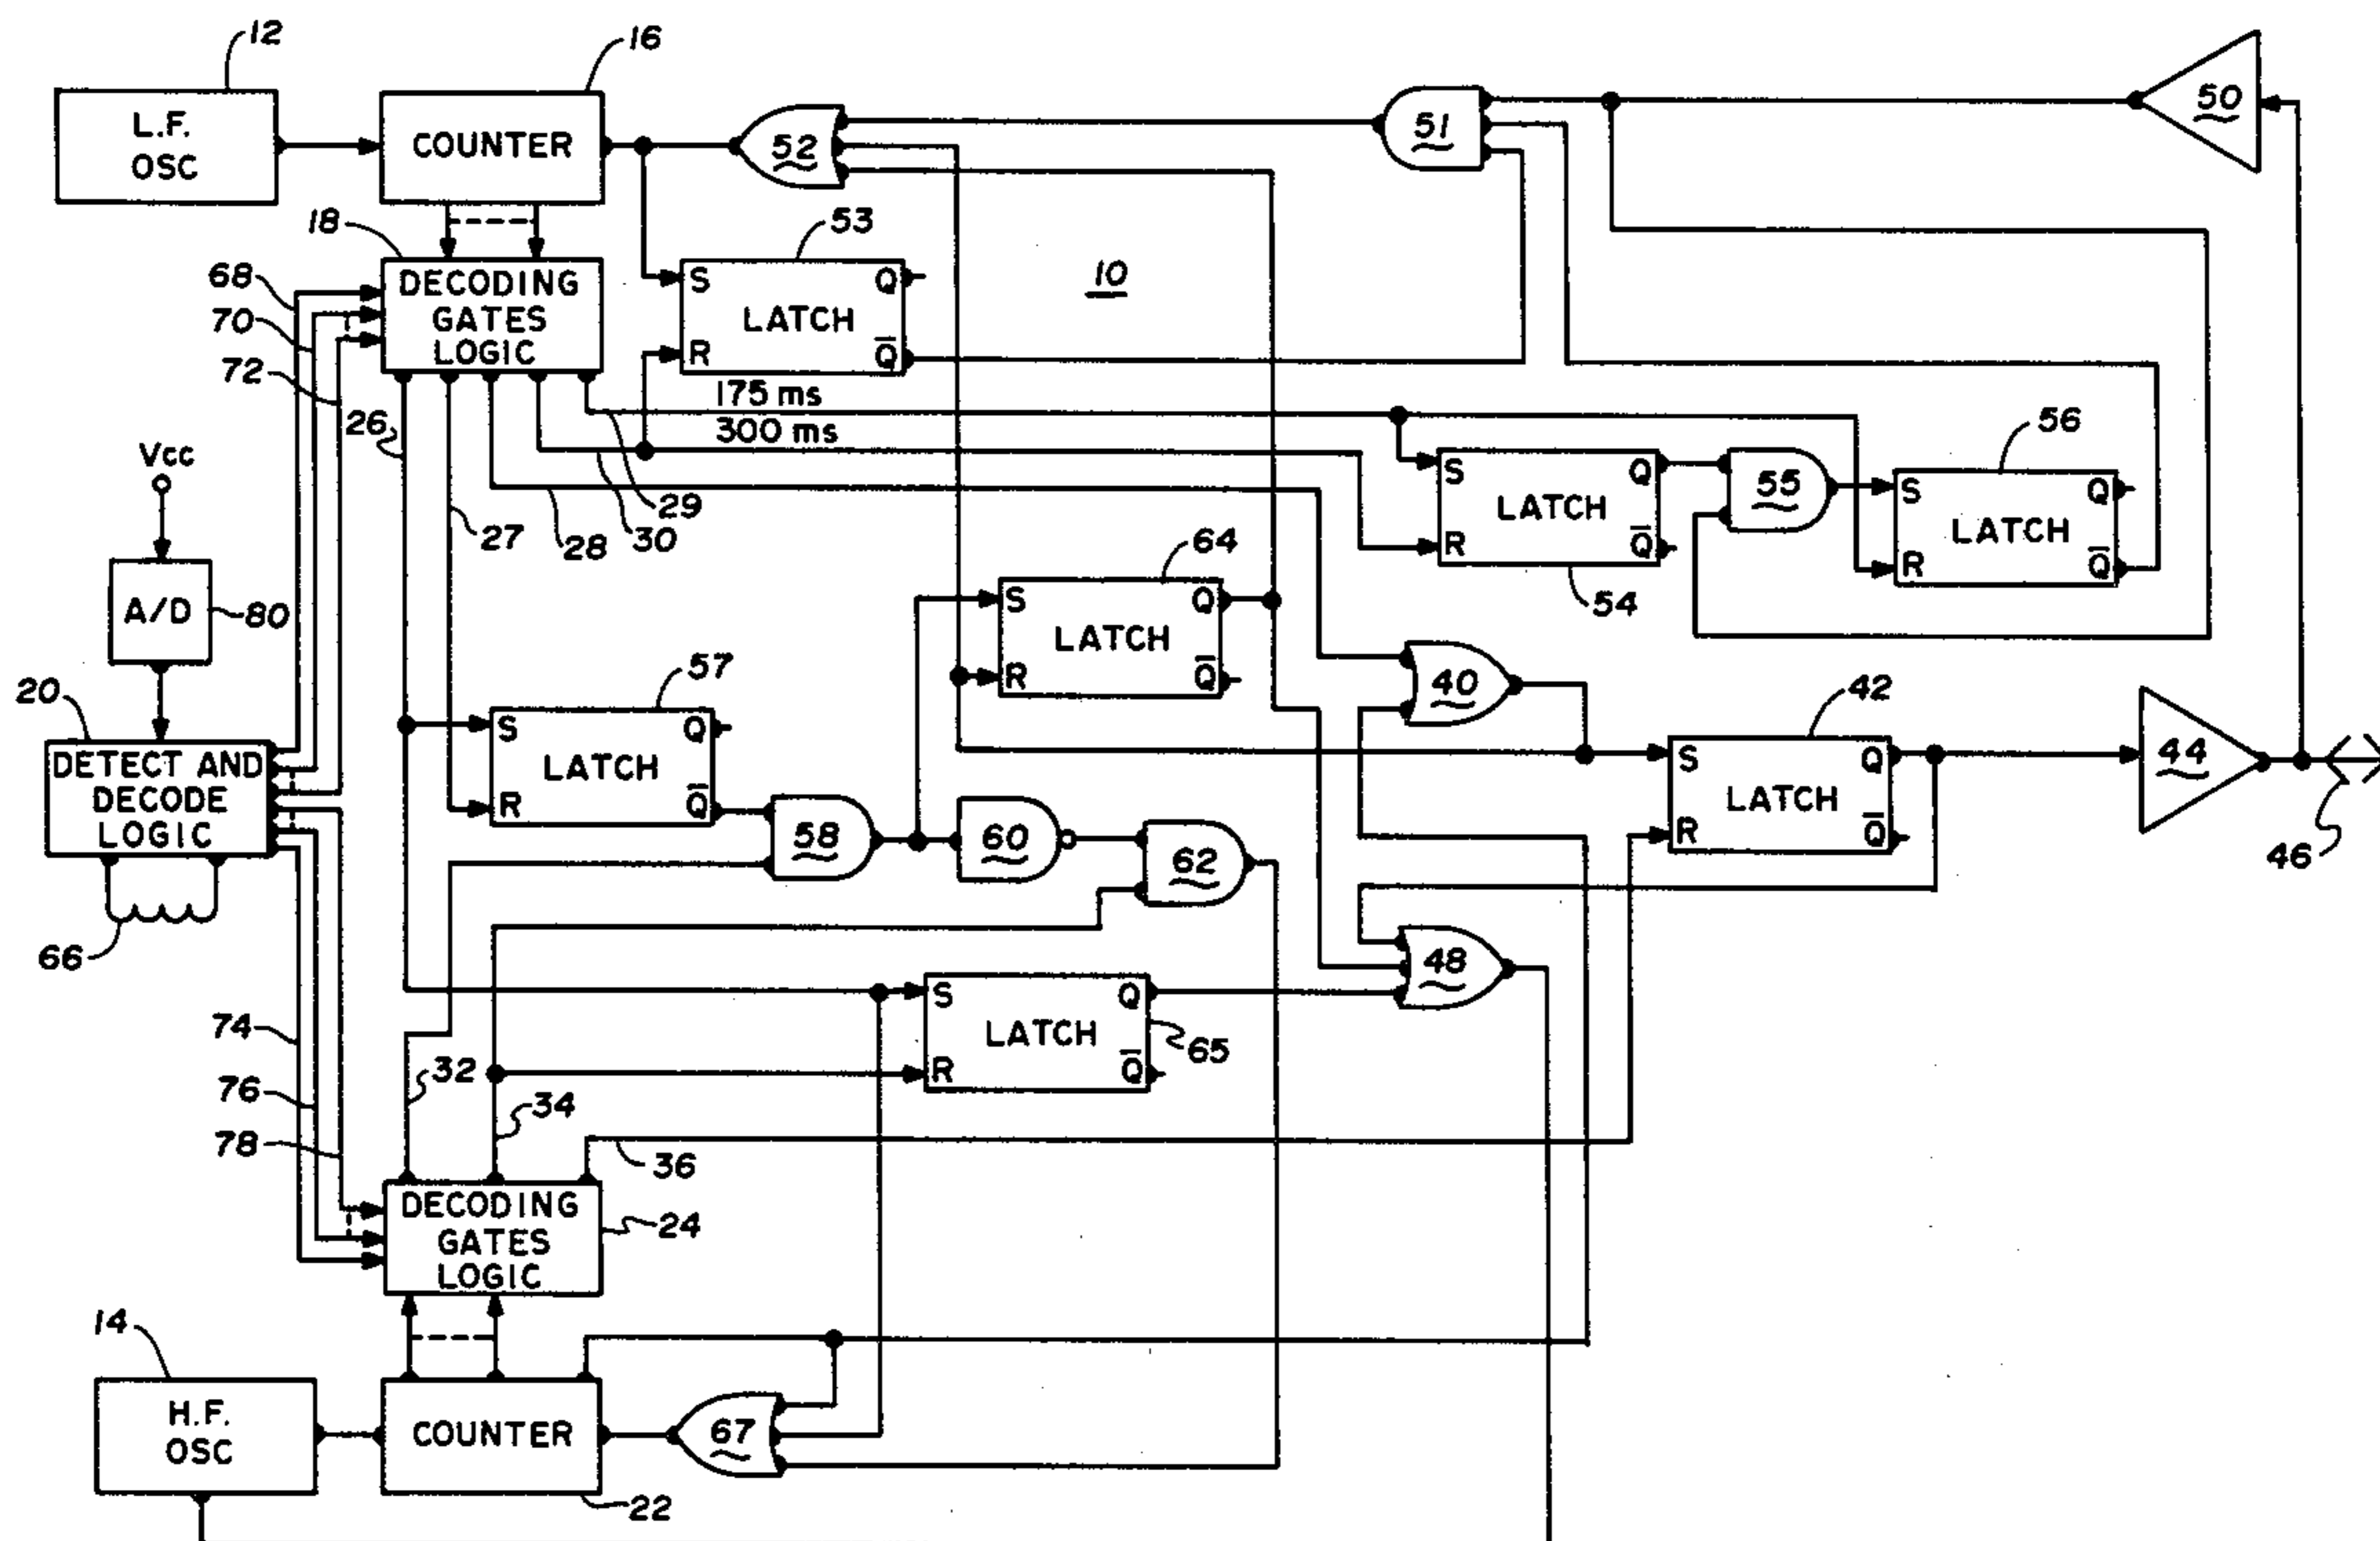 12
16
L.F.
OSC
COUNTER
52
51
50
18
53
68
DECODING
GATES
LOGIC
S
Q
LATCH
R
Q̅
10
70
72
175 ms
300 ms
26
27
28
30
29
56
S
Q
LATCH
R
Q̅
54
55
S
Q
LATCH
R
Q̅
Vcc
A/D
80
64
S
Q
LATCH
R
Q̅
20
57
40
42
DETECT AND
DECODE
LOGIC
S
Q
LATCH
R
Q̅
S
Q
LATCH
R
Q̅
44
46
58
60
62
66
48
S
Q
LATCH
R
Q̅
65
74
76
78
32
34
36
DECODING
GATES
LOGIC
24
14
H.F.
OSC
COUNTER
67
22